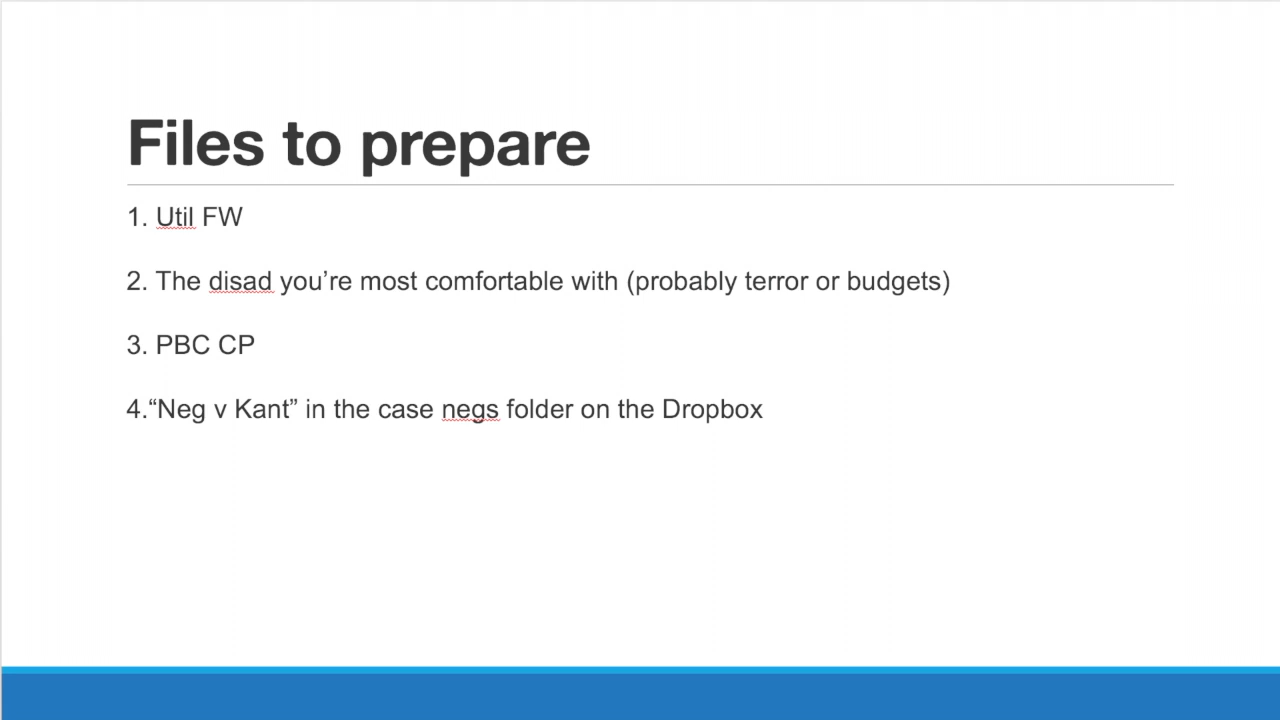 Files to prepare
1. Util FW
2. The disad you’re most comfortable with (probably terror or budgets)
3. PBC CP
4.“Neg v Kant” in the case negs folder on the Dropbox